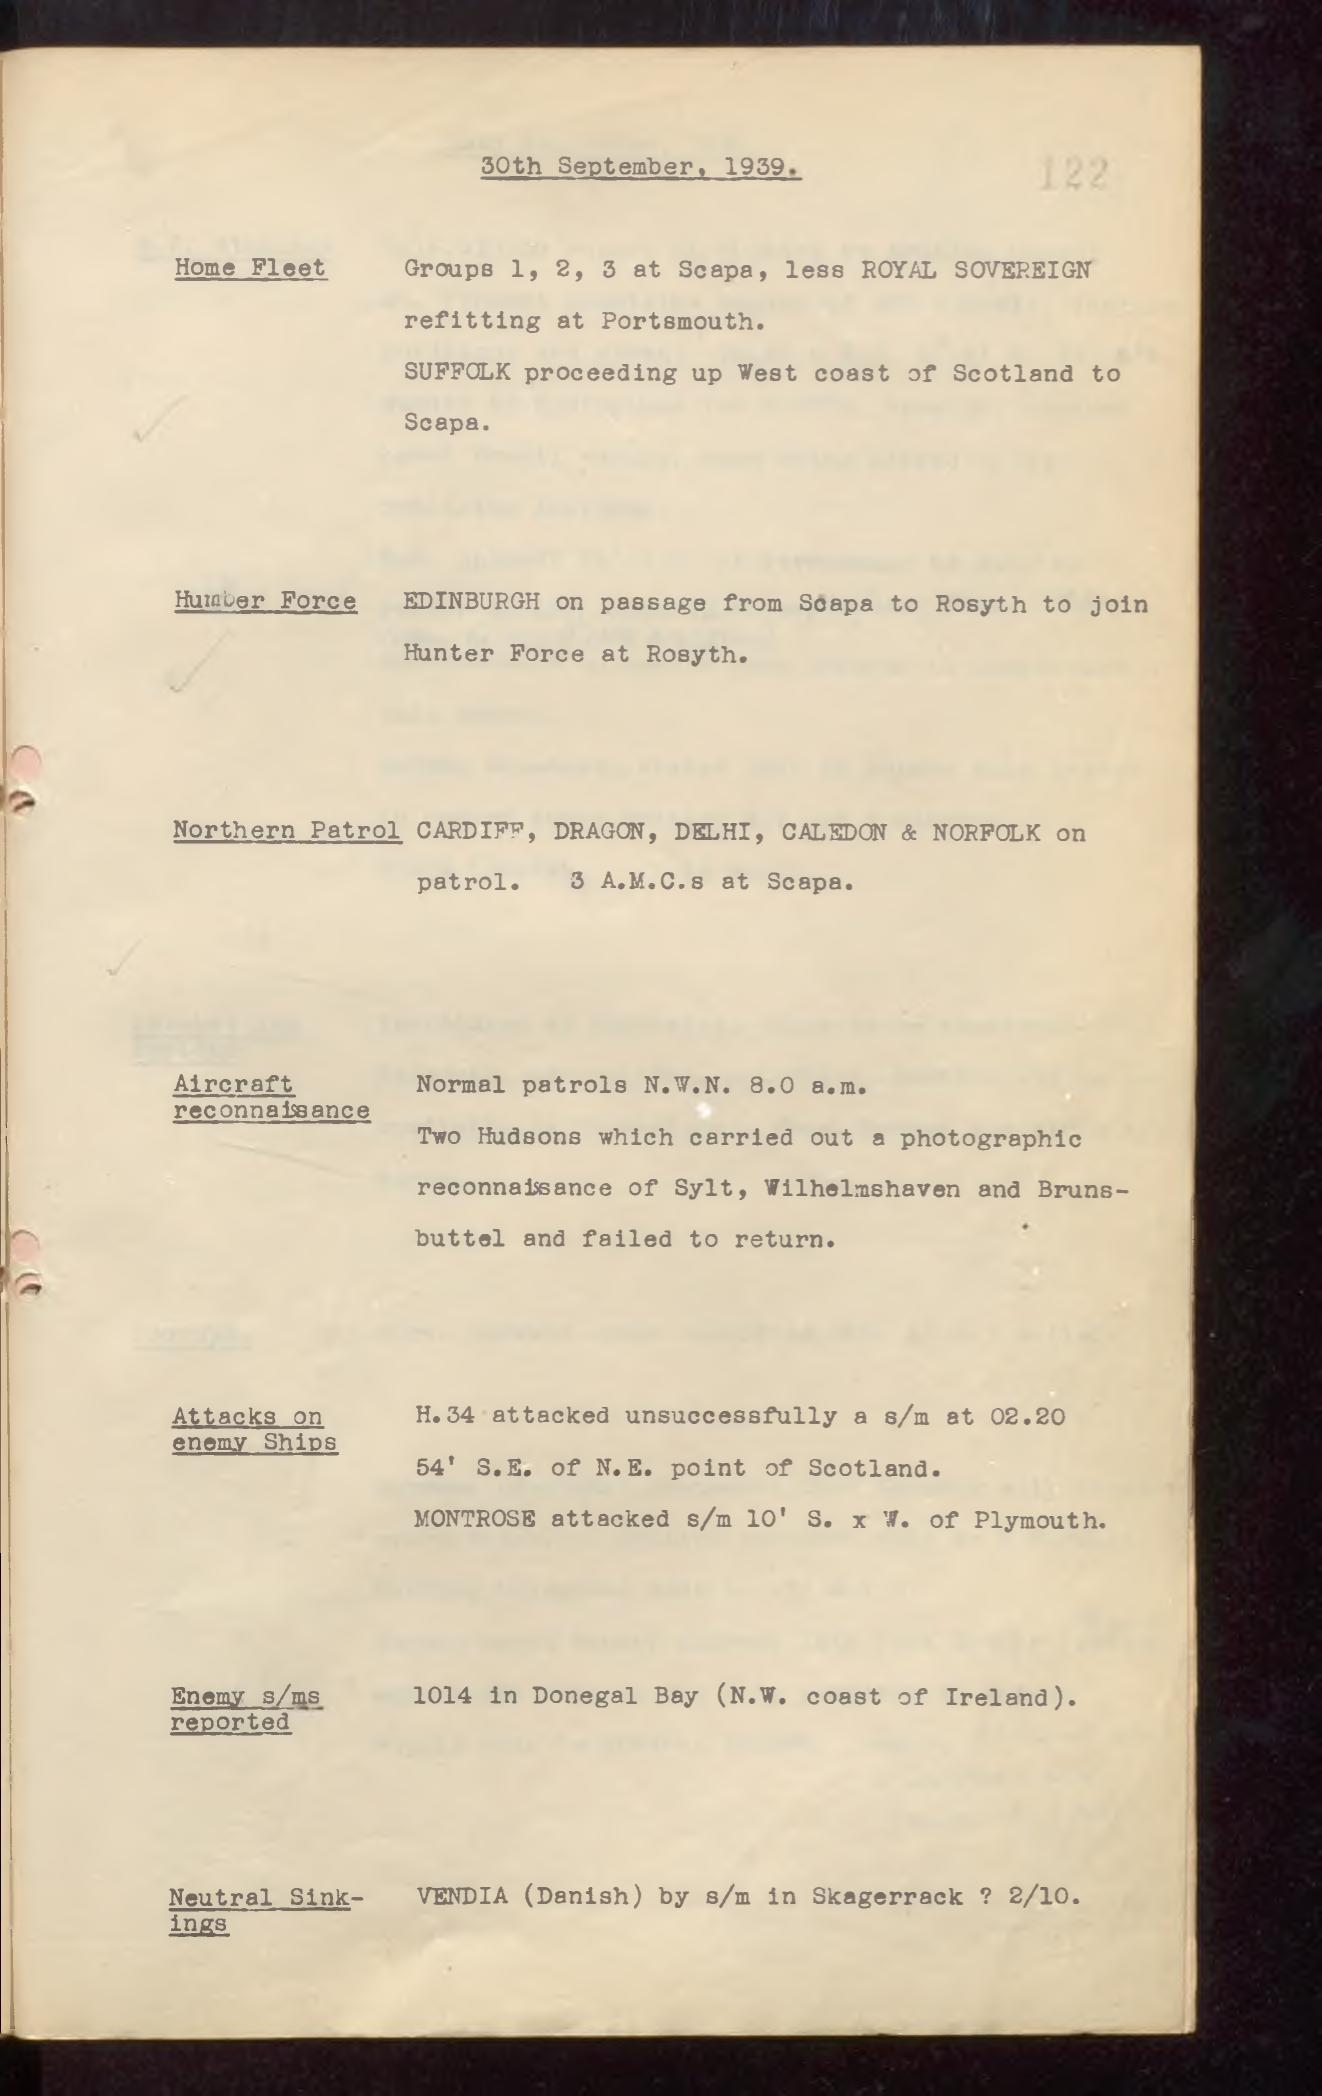 30th September, 1939.
122
Home Fleet Groups 1, 2, 3 at Scapa, less ROYAL SOVEREIGN
refitting at Portsmouth.
SUFFOLK proceeding up West coast of Scotland to
Scapa.
Humber Force EDINBURGH on passage from Scapa to Rosyth to join
Hunter Force at Rosyth.
Northern Patrol CARDIFF, DRAGON, DELHI, CALEDON & NORFOLK on
patrol. 3 A.M.C.s at Scapa.
Aircraft Normal patrols N.W.N. 8.0 a.m.
reconnaissance
Two Hudsons which carried out a photographic
reconnaissance of Sylt, Wilhelmshaven and Bruns-
buttel and failed to return.
Attacks on H.34 attacked unsuccessfully a s/m at 02.20
enemy Ships
54' S.E. of N.E. point of Scotland.
MONTROSE attacked s/m 10' S. x W. of Plymouth.
Enemy s/ms 1014 in Donegal Bay (N.W. coast of Ireland).
reported
Neutral Sink- VENDIA (Danish) by s/m in Skagerrack ? 2/10.
ings